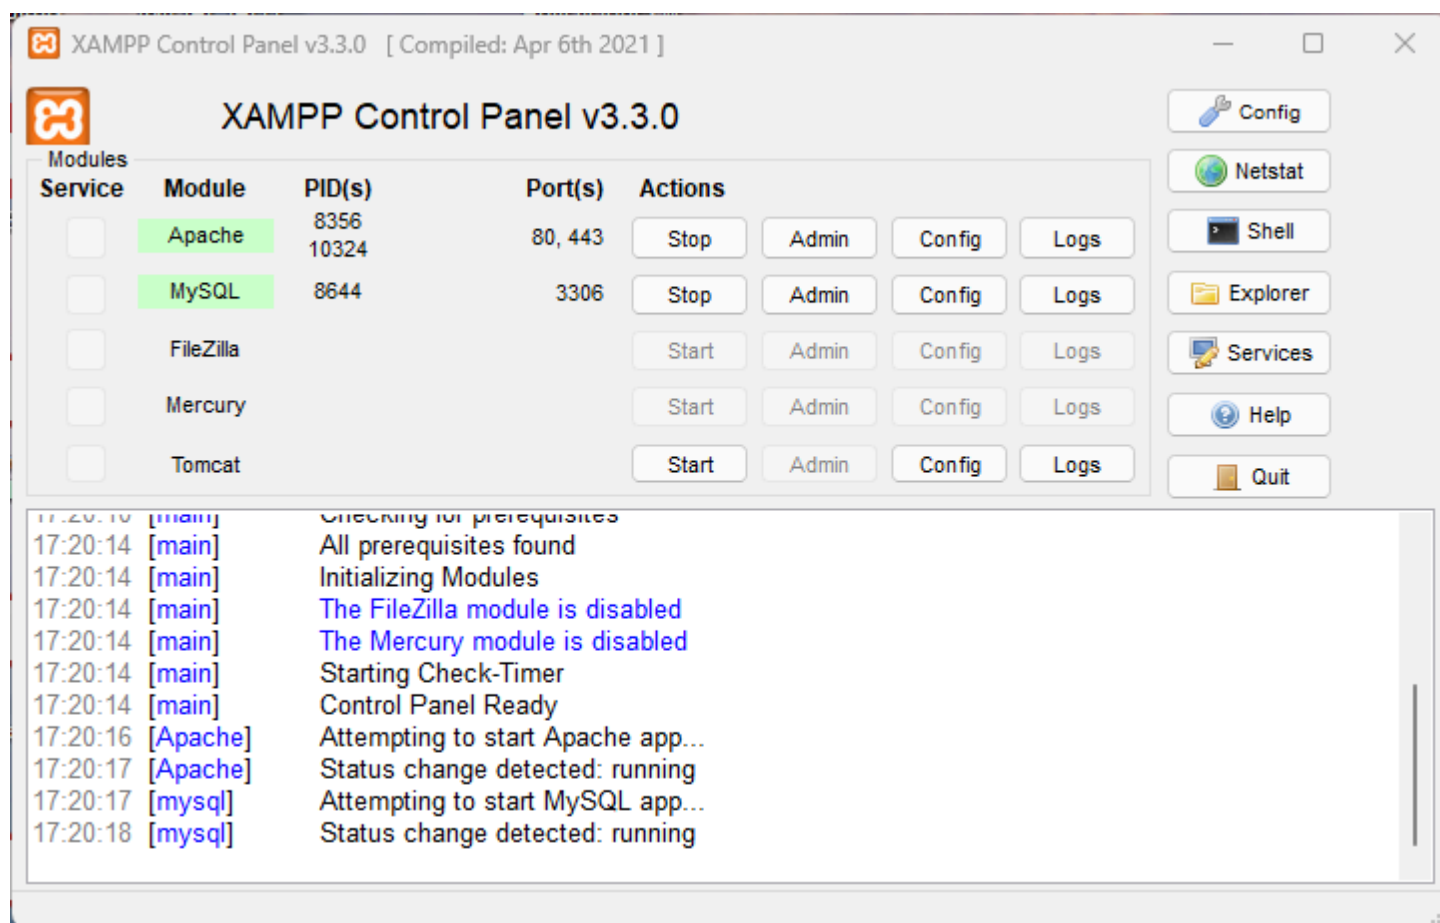 XAMPP Control Panel v3.3.0 [ Compiled: Apr 6th 2021 ]
XAMPP Control Panel v3.3.0
Config
Modules
Netstat
Service Module PID(s) Port(s) Actions
Apache 8356 10324 80, 443 Stop Admin Config Logs
Shell
MySQL 8644 3306 Stop Admin Config Logs
Explorer
FileZilla Start Admin Config Logs
Services
Mercury Start Admin Config Logs
Help
Tomcat Start Admin Config Logs
Quit
[main] Checking for prerequisites
17:20:14 [main] All prerequisites found
17:20:14 [main] Initializing Modules
17:20:14 [main] The FileZilla module is disabled
17:20:14 [main] The Mercury module is disabled
17:20:14 [main] Starting Check-Timer
17:20:14 [main] Control Panel Ready
17:20:16 [Apache] Attempting to start Apache app...
17:20:17 [Apache] Status change detected: running
17:20:17 [mysql] Attempting to start MySQL app...
17:20:18 [mysql] Status change detected: running